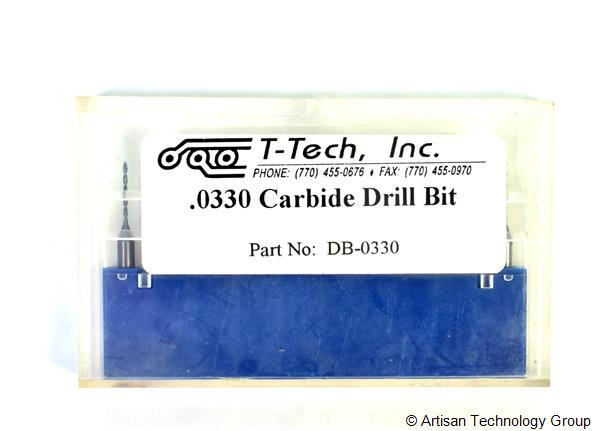 T-Tech, Inc.
PHONE: (770) 455-0676 ♦ FAX: (770) 455-0970
.0330 Carbide Drill Bit
Part No: DB-0330
© Artisan Technology Group